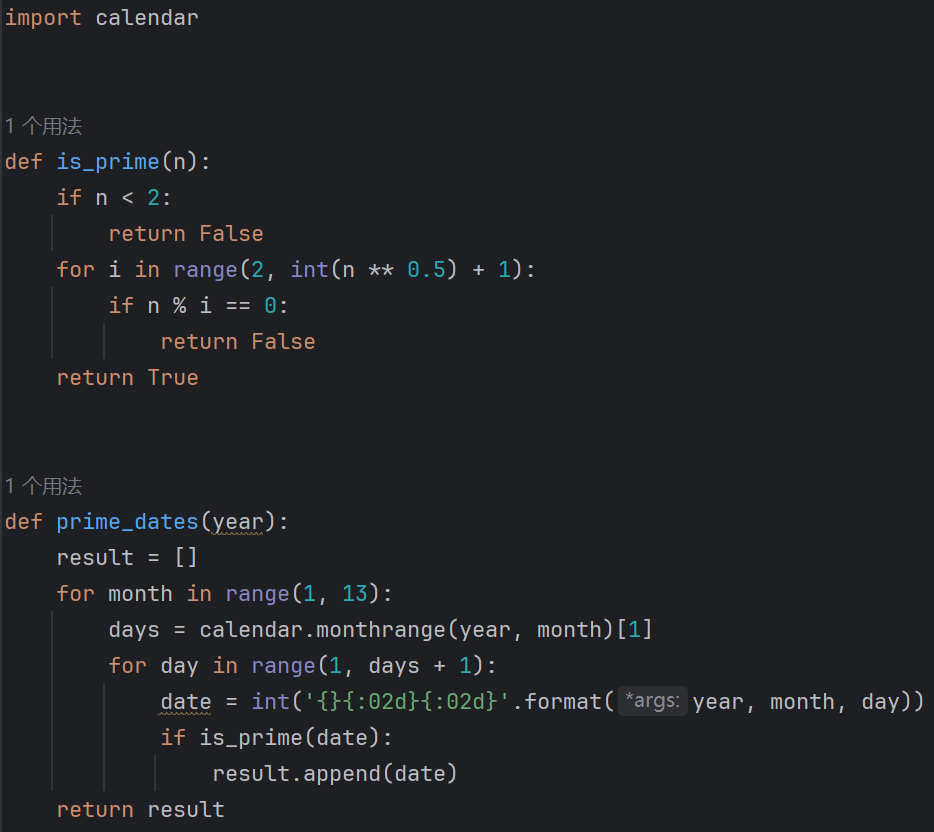 import calendar
1 个用法
def is_prime(n):
    if n < 2:
        return False
    for i in range(2, int(n ** 0.5) + 1):
        if n % i == 0:
            return False
    return True
1 个用法
def prime_dates(year):
    result = []
    for month in range(1, 13):
        days = calendar.monthrange(year, month)[1]
        for day in range(1, days + 1):
            date = int('{}{:02d}{:02d}'.format(*args: year, month, day))
            if is_prime(date):
                result.append(date)
    return result